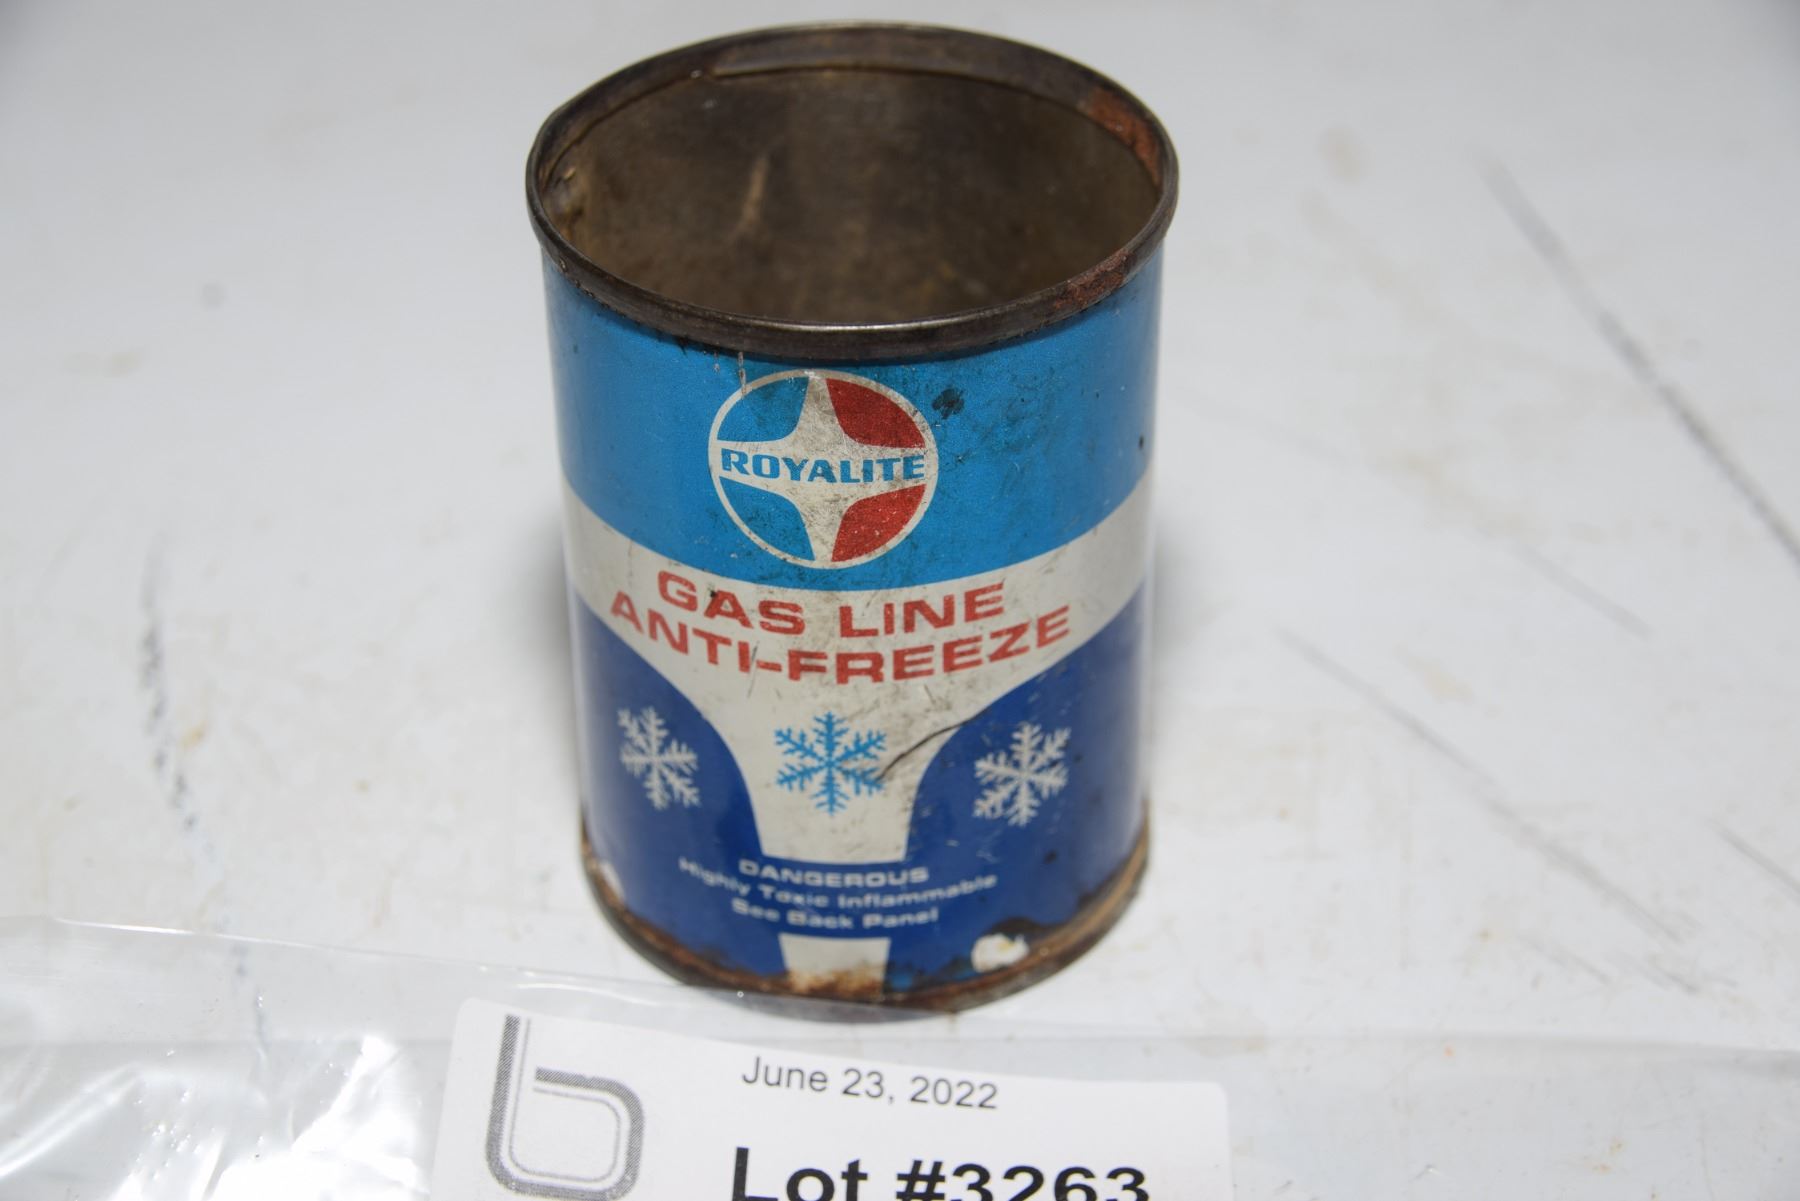 ROYALITE
GAS LINE
ANTI-FREEZE
DANGEROUS
Highly Toxic Inflammable
See Back Panel
June 23, 2022
Lot #3263